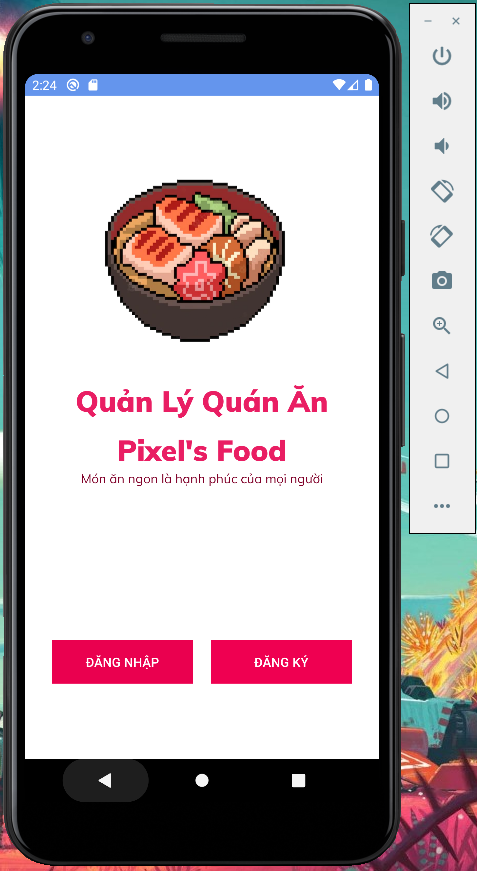 2:24
Quản Lý Quán Ăn
Pixel's Food
Món ăn ngon là hạnh phúc của mọi người
ĐĂNG NHẬP
ĐĂNG KÝ